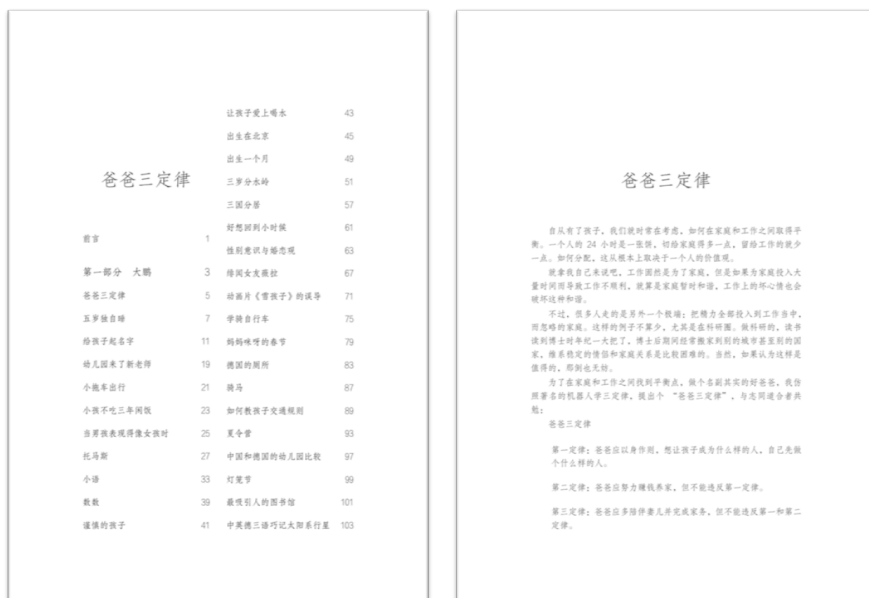 爸爸三定律
前言 1
第一部分 大鹏 3
爸爸三定律 5
五岁独自睡 7
给孩子起名字 11
幼儿园来了新老师 19
小拖车出行 21
小孩不吃三年闲饭 23
当男孩表现得像女孩时 25
托马斯 27
小语 33
数数 39
谨慎的孩子 41
让孩子爱上喝水 43
出生在北京 45
出生一个月 49
三岁分水岭 51
三国分居 57
好想回到小时候 61
性别意识与婚恋观 63
绯闻女友薇拉 67
动画片《雪孩子》的误导 71
学骑自行车 75
妈妈咪呀的春节 79
德国的厕所 83
骑马 87
如何教孩子交通规则 89
夏令营 93
中国和德国的幼儿园比较 97
灯笼节 99
最吸引人的图书馆 101
中英德三语巧记太阳系行星 103
爸爸三定律
自从有了孩子，我们就时常在考虑，如何在家庭和工作之间取得平
衡。一个人的 24 小时是一张饼，切给家庭得多一点，留给工作的就少
一点。如何分配，这从根本上取决于一个人的价值观。
就拿我自己来说吧，工作固然是为了家庭，但是如果为家庭投入大
量时间而导致工作不顺利，就算是家庭暂时和谐，工作上的坏心情也会
破坏这种和谐。
不过，很多人走的是另外一个极端：把精力全部投入到工作当中，
而忽略的家庭。这样的例子不算少，尤其是在科研圈。做科研的，读书
读到博士时年纪一大把了，博士后期间经常搬家到别的城市甚至别的国
家，维系稳定的情侣和家庭关系是比较困难的。当然，如果认为这样是
值得的，那倒也无妨。
为了在家庭和工作之间找到平衡点，做个名副其实的好爸爸，我仿
照著名的机器人学三定律，提出个 “爸爸三定律”，与志同道合者共
勉：
爸爸三定律
第一定律：爸爸应以身作则，想让孩子成为什么样的人，自己先做
个什么样的人。
第二定律：爸爸应努力赚钱养家，但不能违反第一定律。
第三定律：爸爸应多陪伴妻儿并完成家务，但不能违反第一和第二
定律。